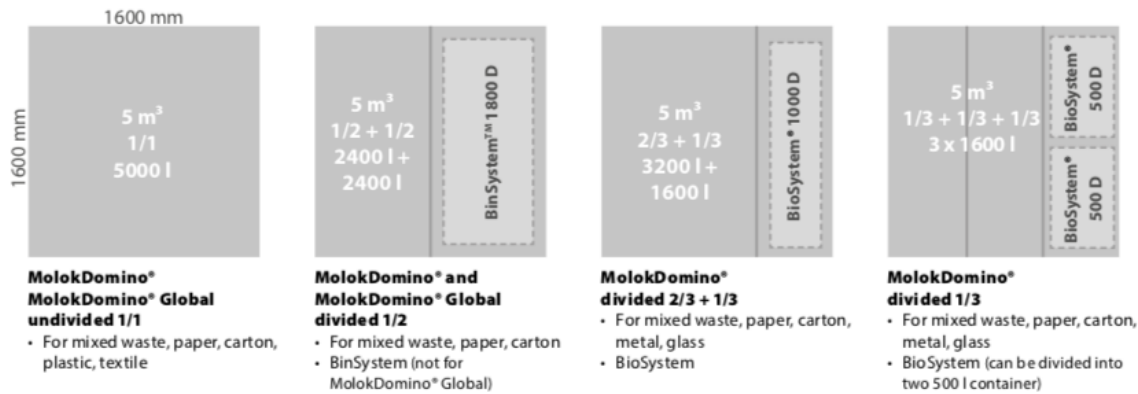 1600 mm
1600 mm
5 m³
1/1
5000 l
MolokDomino®
MolokDomino® Global
undivided 1/1
• For mixed waste, paper, carton,
plastic, textile
5 m³
1/2 + 1/2
2400 l +
2400 l
BinSystem™ 1800 D
MolokDomino® and
MolokDomino® Global
divided 1/2
• For mixed waste, paper, carton
• BinSystem (not for
MolokDomino® Global)
5 m³
2/3 + 1/3
3200 l +
1600 l
BioSystem® 1000 D
MolokDomino®
divided 2/3 + 1/3
• For mixed waste, paper, carton,
metal, glass
• BioSystem
5 m³
1/3 + 1/3 + 1/3
3 x 1600 l
BioSystem®
500 D
BioSystem®
500 D
MolokDomino®
divided 1/3
• For mixed waste, paper, carton,
metal, glass
• BioSystem (can be divided into
two 500 l container)